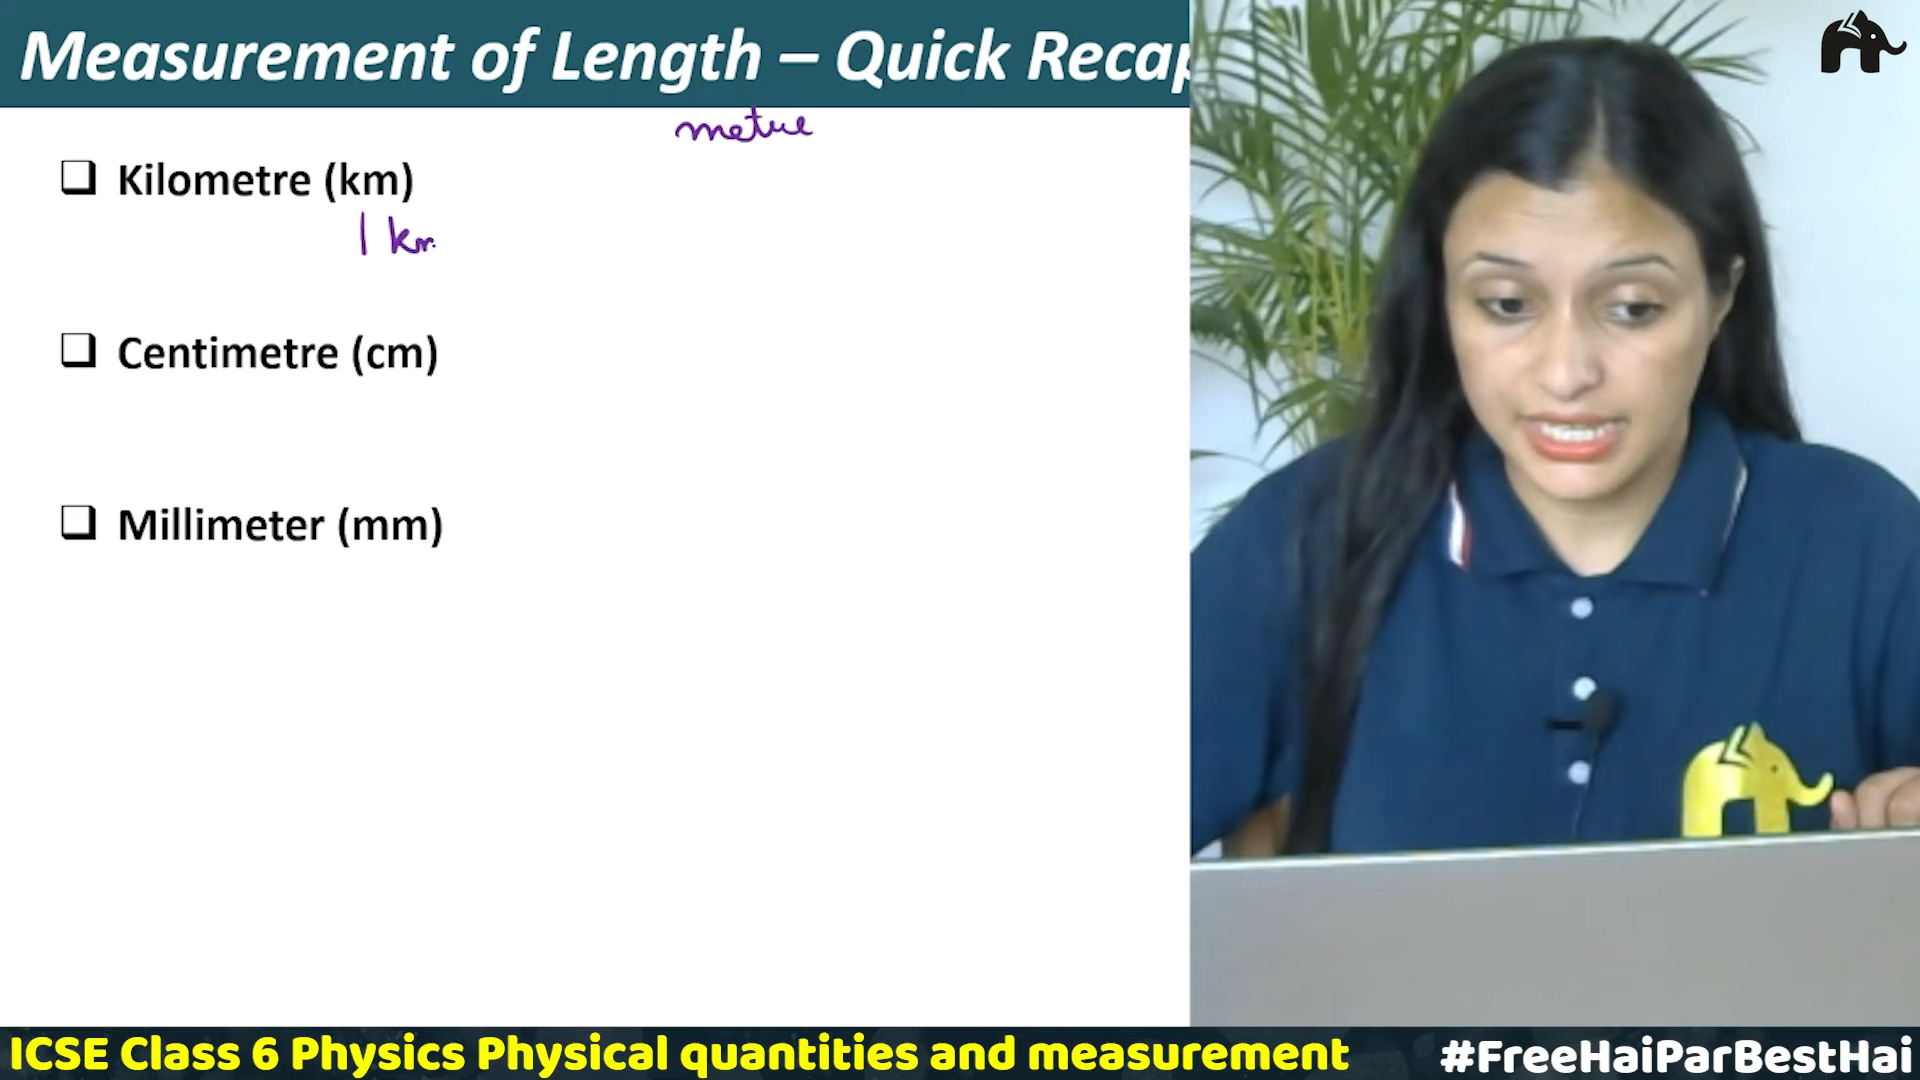 Measurement of Length – Quick Recap
metre
Kilometre (km)
1 km
Centimetre (cm)
Millimeter (mm)
ICSE Class 6 Physics Physical quantities and measurement
#FreeHaiParBestHai